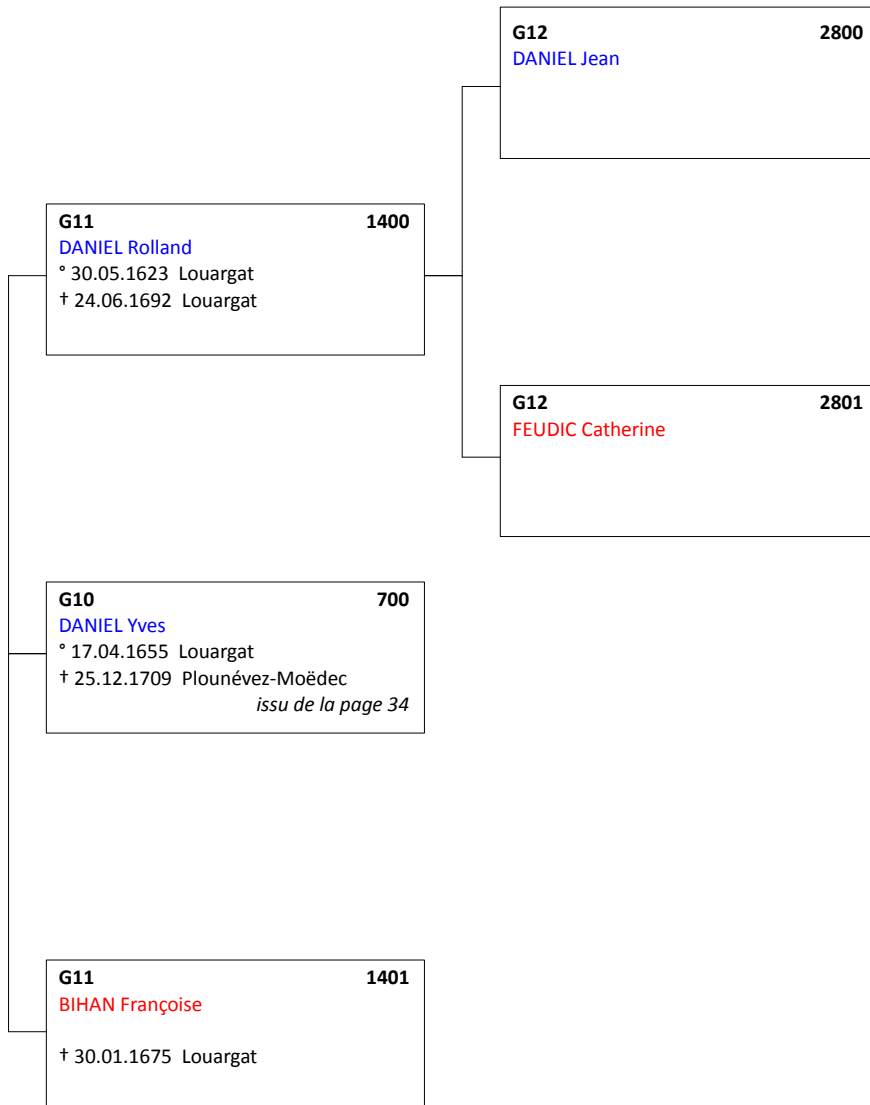 G12 2800
DANIEL Jean
G11 1400
DANIEL Rolland
° 30.05.1623 Louargat
† 24.06.1692 Louargat
G12 2801
FEUDIC Catherine
G10 700
DANIEL Yves
° 17.04.1655 Louargat
† 25.12.1709 Plounévez-Moëdec
issu de la page 34
G11 1401
BIHAN Françoise
† 30.01.1675 Louargat